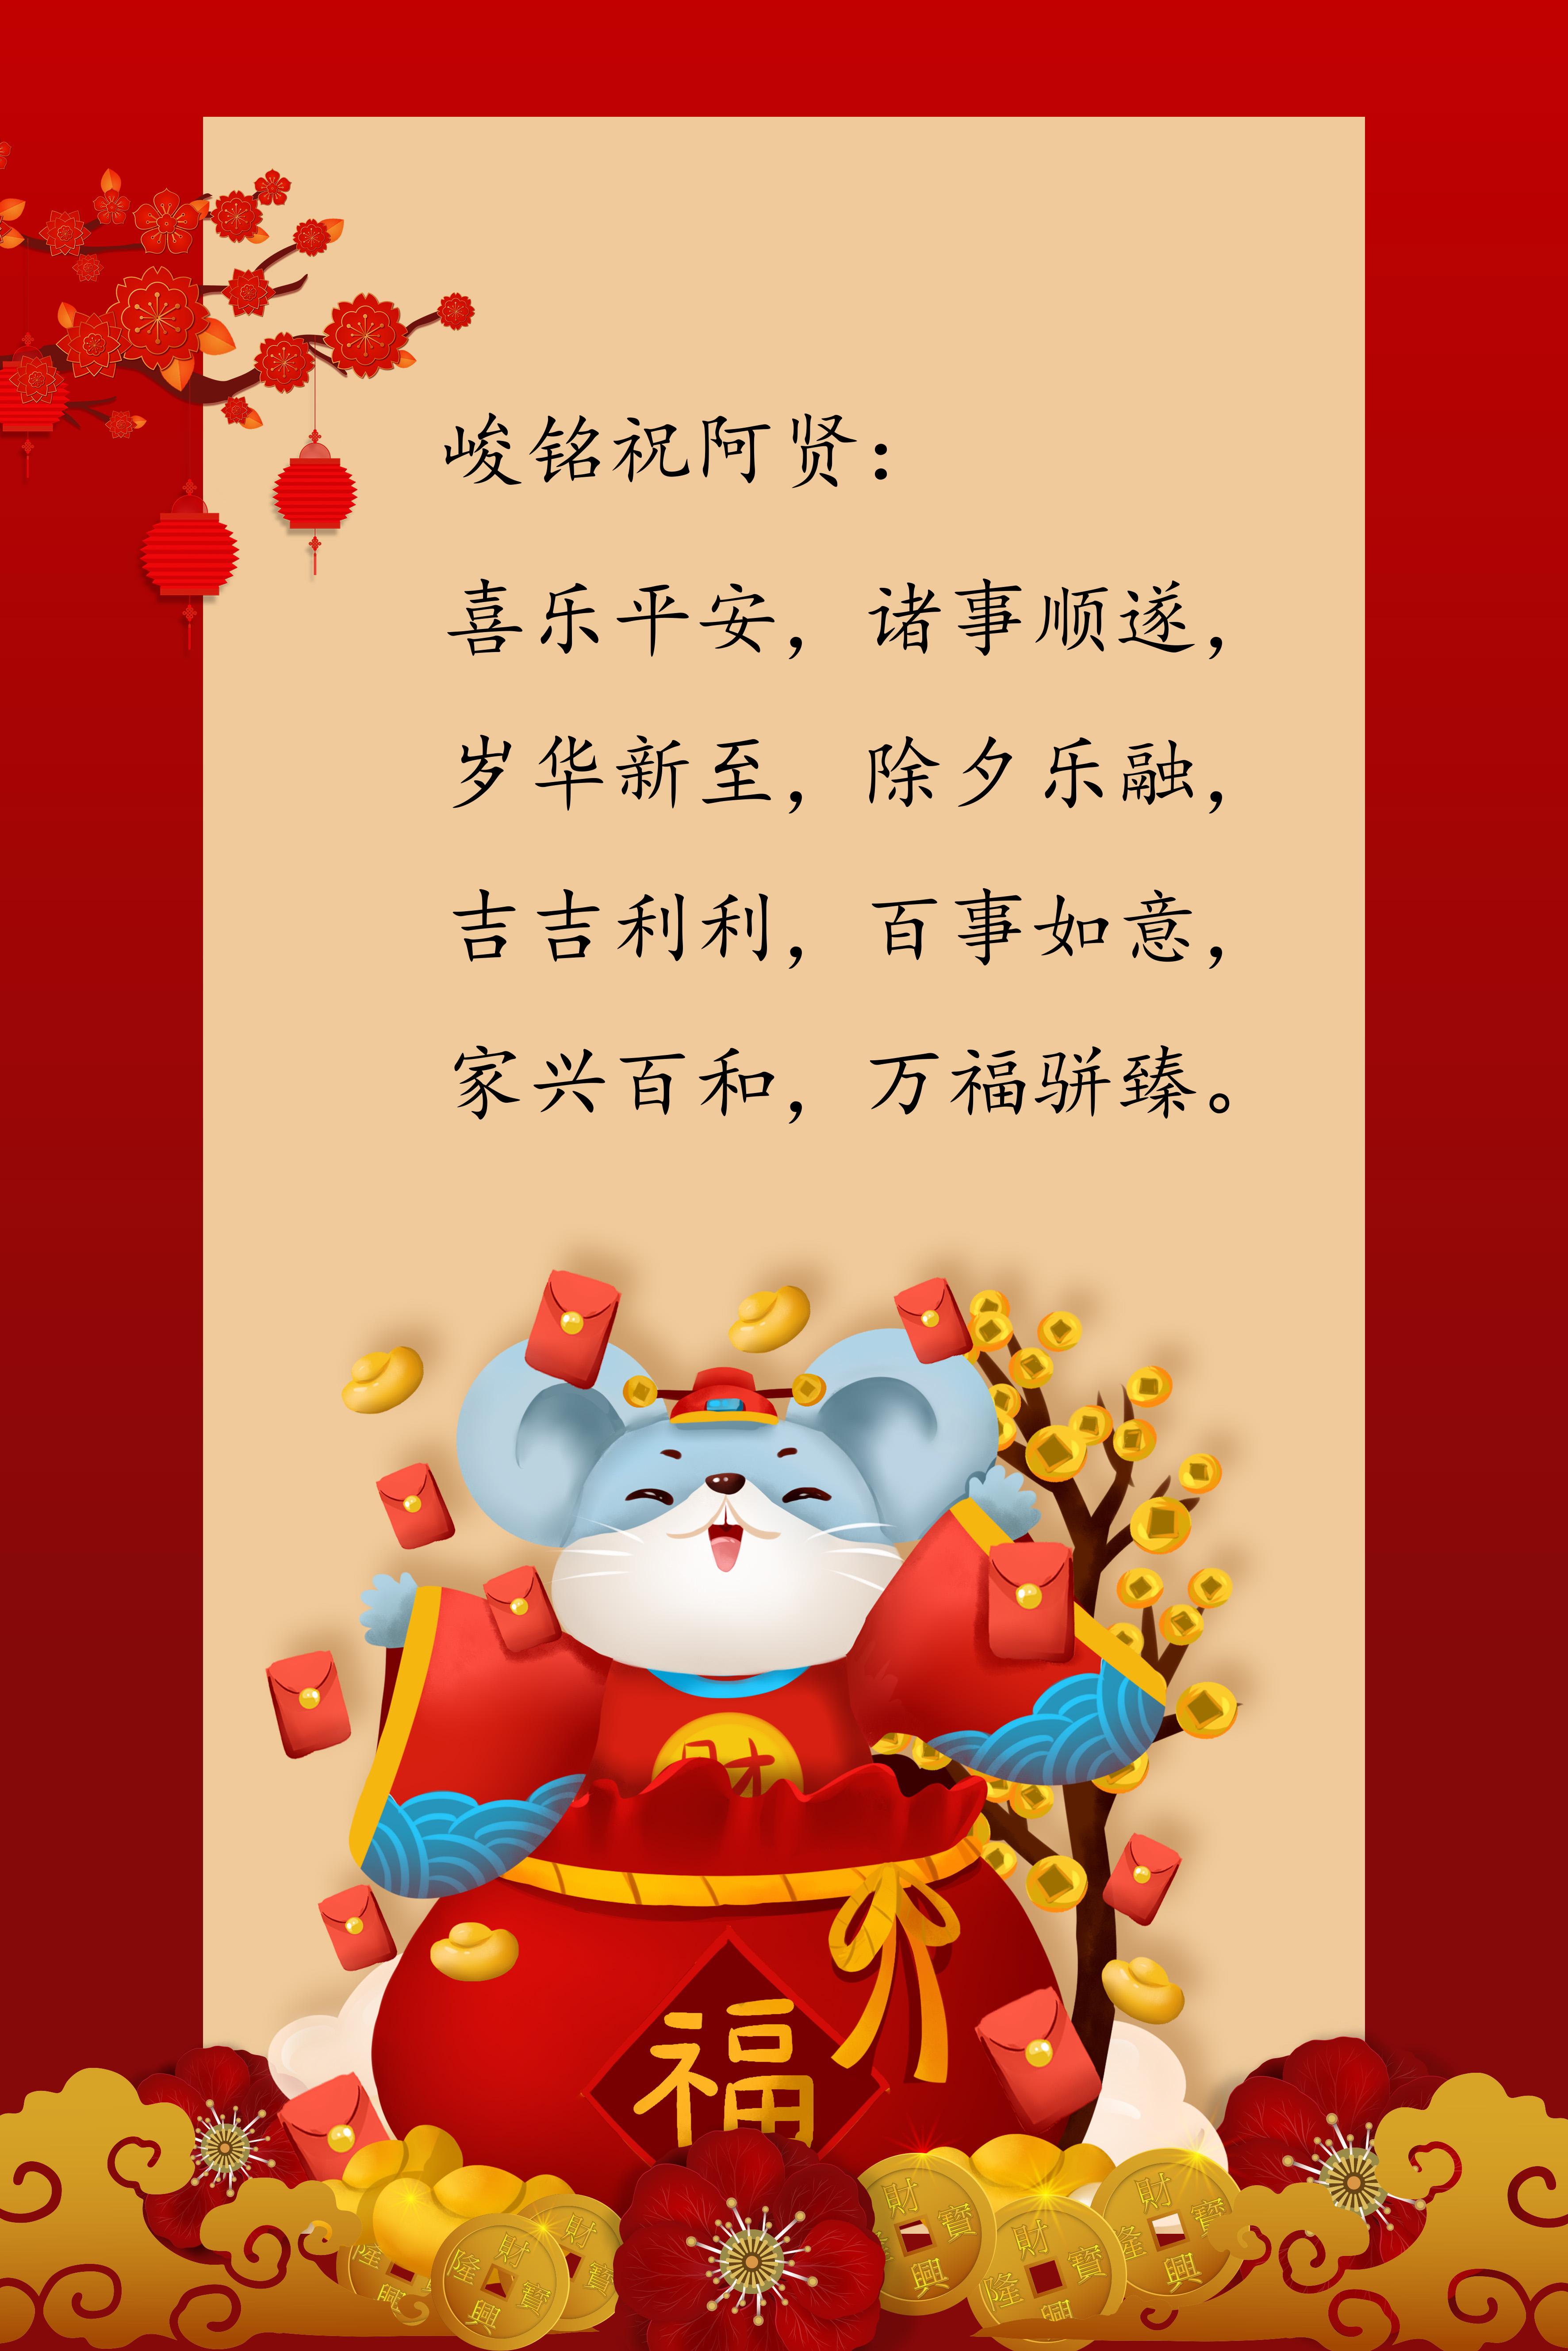 峻铭祝阿贤：
喜乐平安，诸事顺遂，
岁华新至，除夕乐融，
吉吉利利，百事如意，
家兴百和，万福骈臻。
财
福
財
寶
興
隆
財
寶
財
寶
興
隆
財
寶
興
隆
財
寶
興
隆